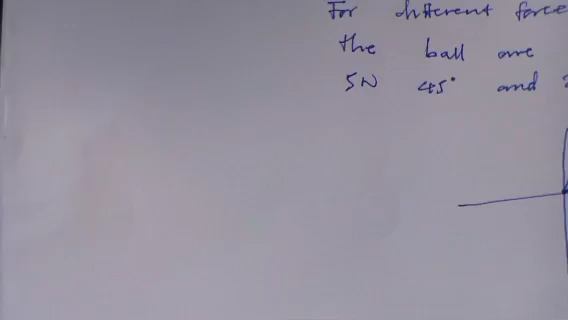 For different force
the ball are
5N 45° and